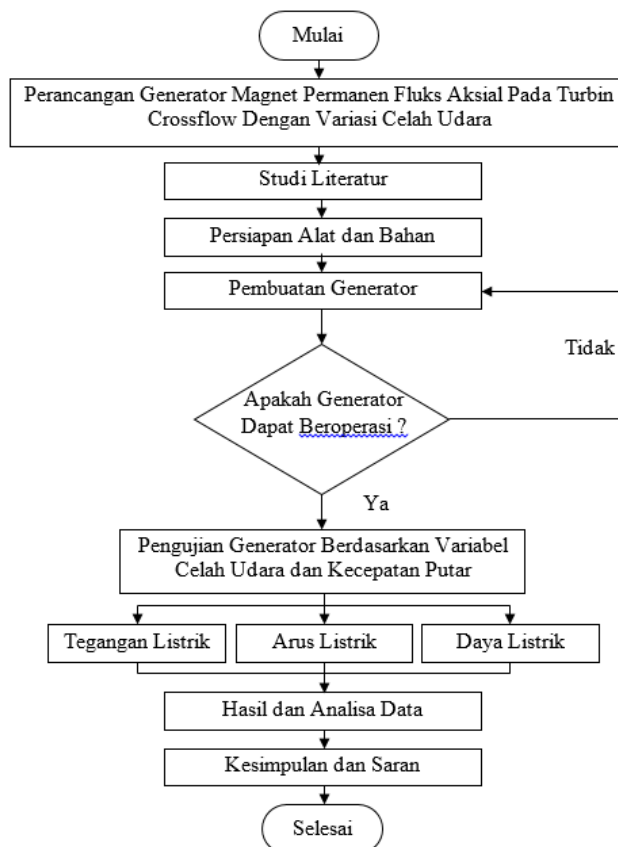 Mulai
Perancangan Generator Magnet Permanen Fluks Aksial Pada Turbin
Crossflow Dengan Variasi Celah Udara
Studi Literatur
Persiapan Alat dan Bahan
Pembuatan Generator
Tidak
Apakah Generator
Dapat Beroperasi ?
Ya
Pengujian Generator Berdasarkan Variabel
Celah Udara dan Kecepatan Putar
Tegangan Listrik
Arus Listrik
Daya Listrik
Hasil dan Analisa Data
Kesimpulan dan Saran
Selesai